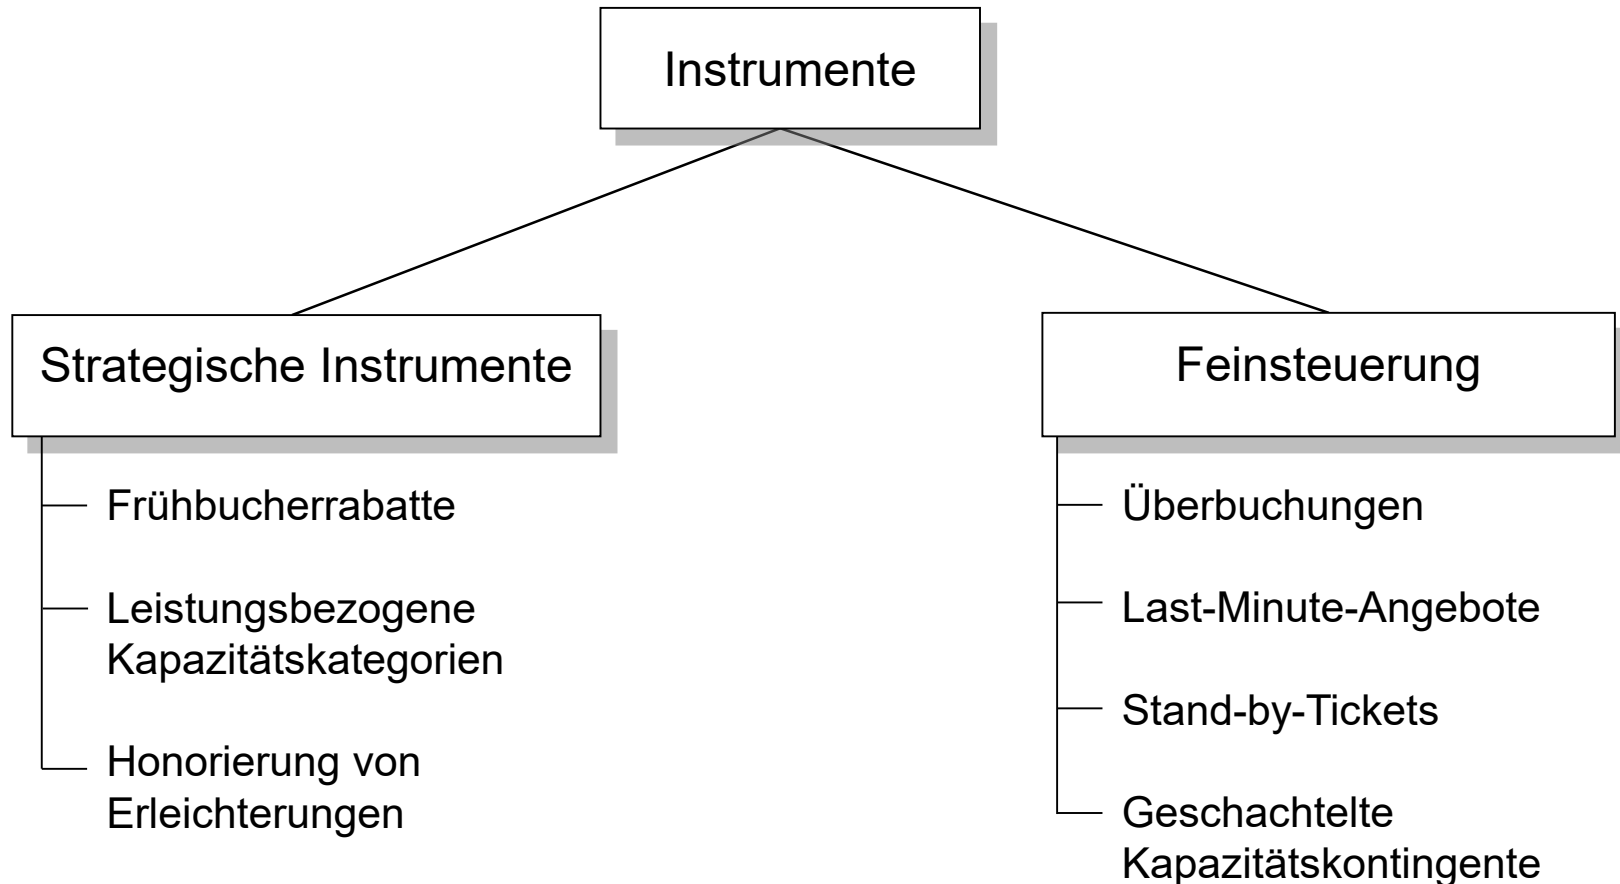 Instrumente
Strategische Instrumente
Frühbucherrabatte
Leistungsbezogene
Kapazitätskategorien
Honorierung von
Erleichterungen
Feinsteuerung
Überbuchungen
Last-Minute-Angebote
Stand-by-Tickets
Geschachtelte
Kapazitätskontingente